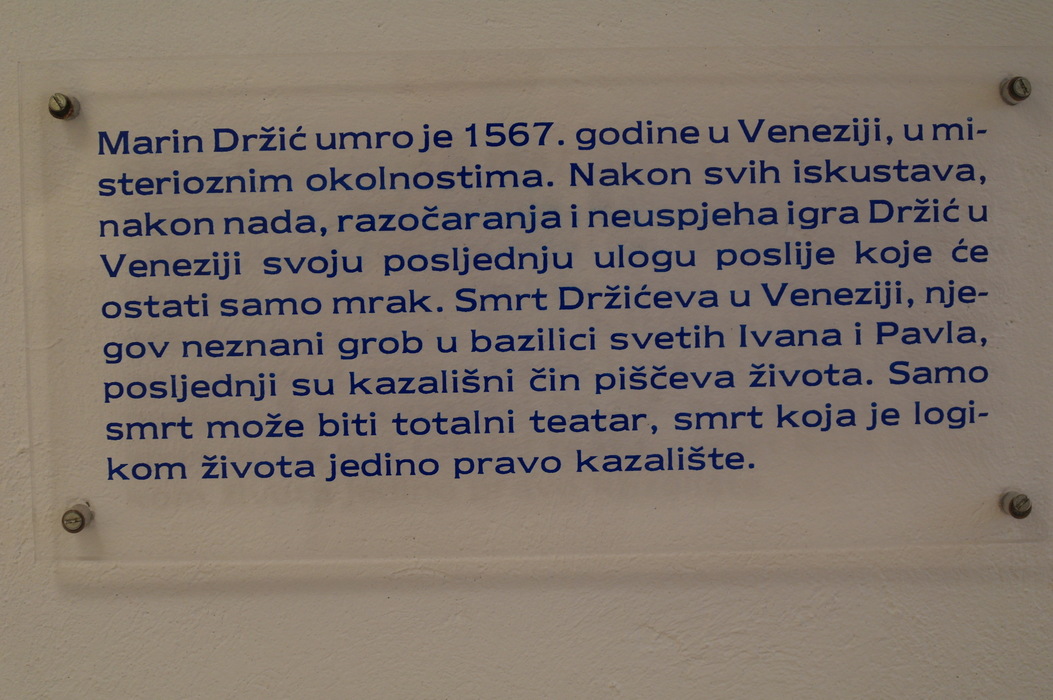 Marin Držić umro je 1567. godine u Veneziji, u mi-
sterioznim okolnostima. Nakon svih iskustava,
nakon nada, razočaranja i neuspjeha igra Držić u
Veneziji svoju posljednju ulogu poslije koje će
ostati samo mrak. Smrt Držićeva u Veneziji, nje-
gov neznani grob u bazilici svetih Ivana i Pavla,
posljednji su kazališni čin piščeva života. Samo
smrt može biti totalni teatar, smrt koja je logi-
kom života jedino pravo kazalište.